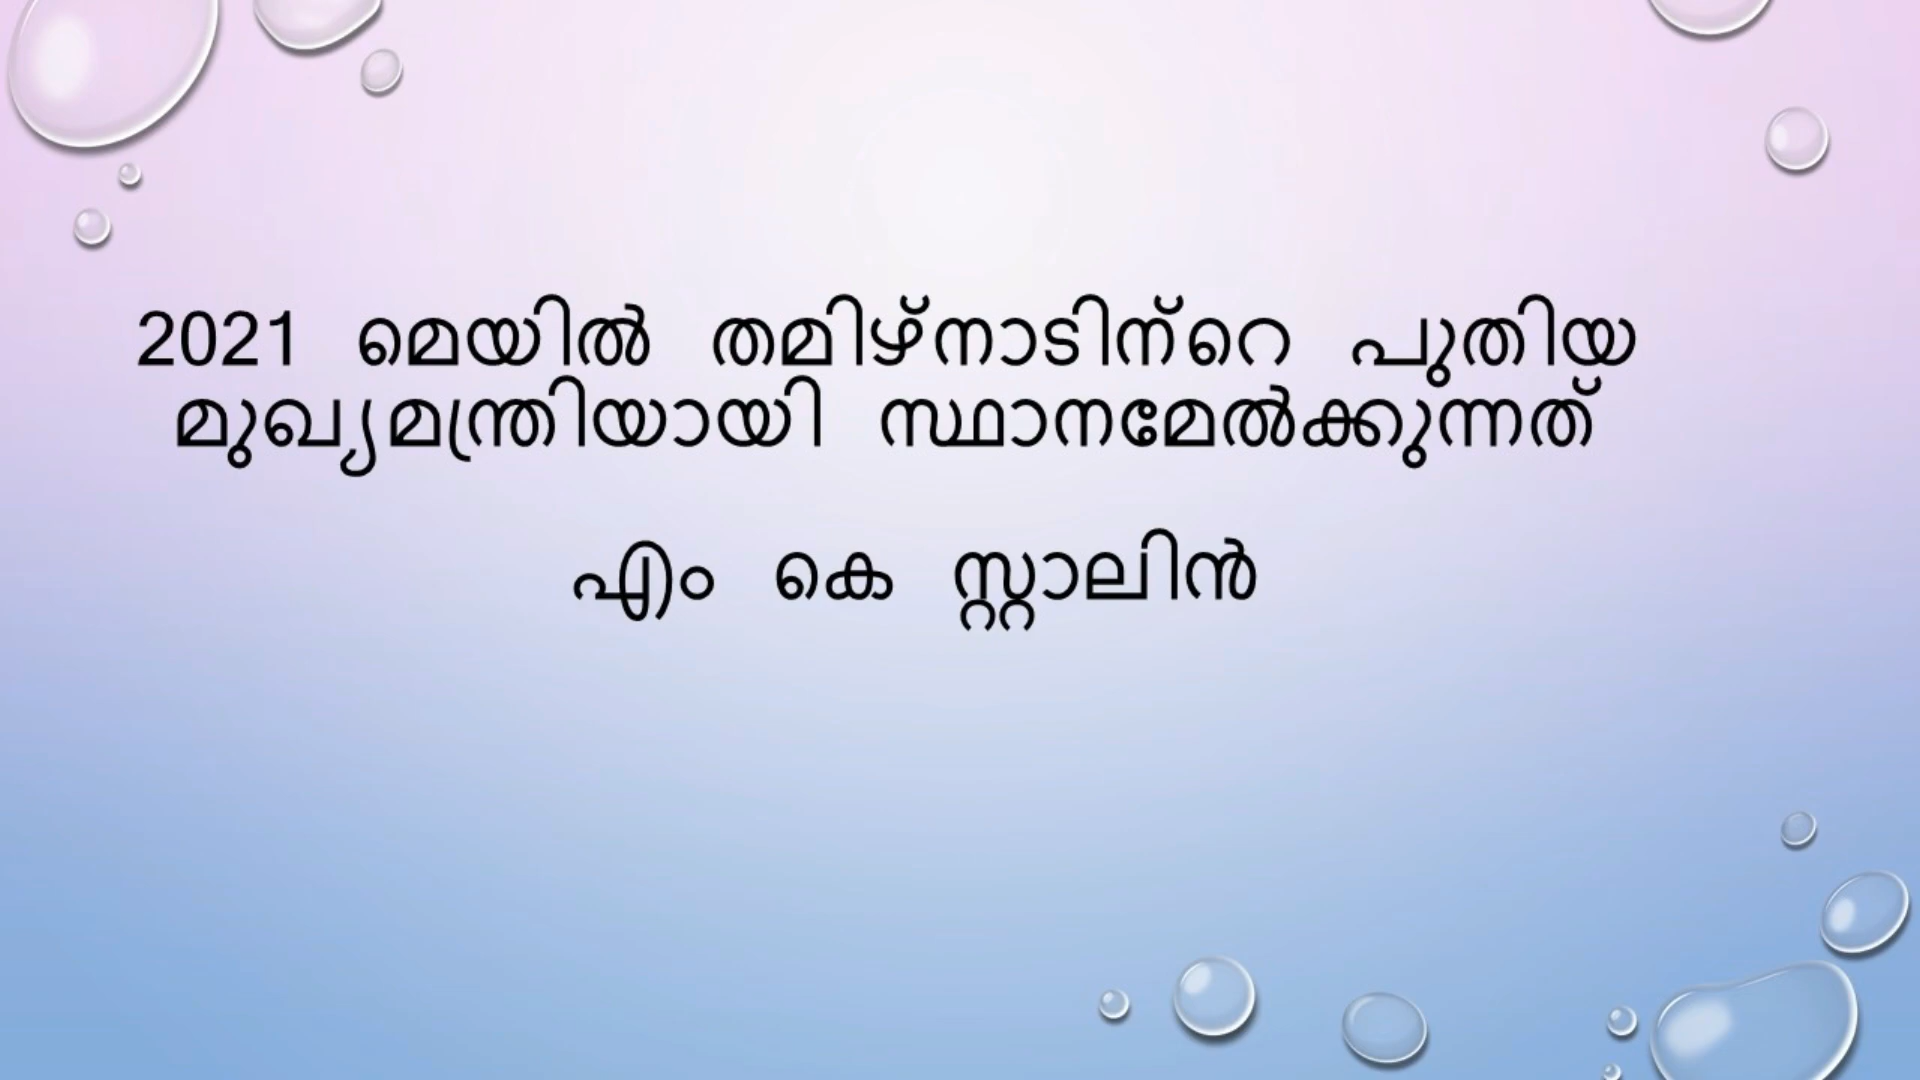 2021 മെയിൽ തമിഴ്നാടിന്റെ പുതിയ
മുഖ്യമന്ത്രിയായി സ്ഥാനമേൽക്കുന്നത്
എം കെ സ്റ്റാലിൻ